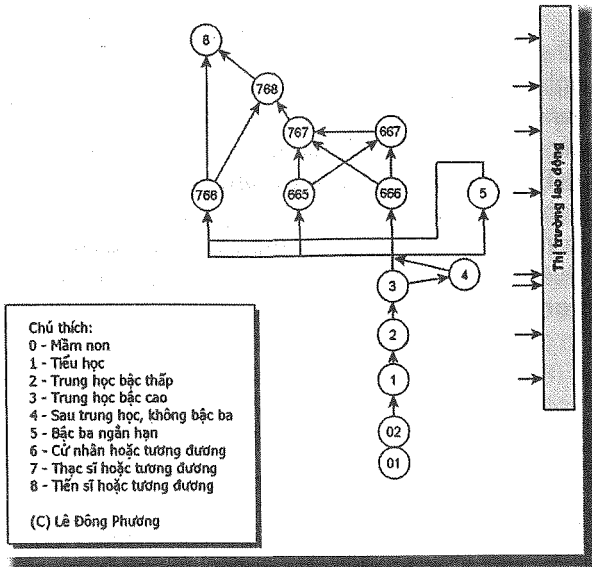 8
768
767
667
766
665
666
5
3
4
2
1
02
01
Thị trường lao động
Chú thích:
0 - Mầm non
1 - Tiểu học
2 - Trung học bậc thấp
3 - Trung học bậc cao
4 - Sau trung học, không bậc ba
5 - Bậc ba ngắn hạn
6 - Cử nhân hoặc tương đương
7 - Thạc sĩ hoặc tương đương
8 - Tiến sĩ hoặc tương đương
(C) Lê Đông Phương